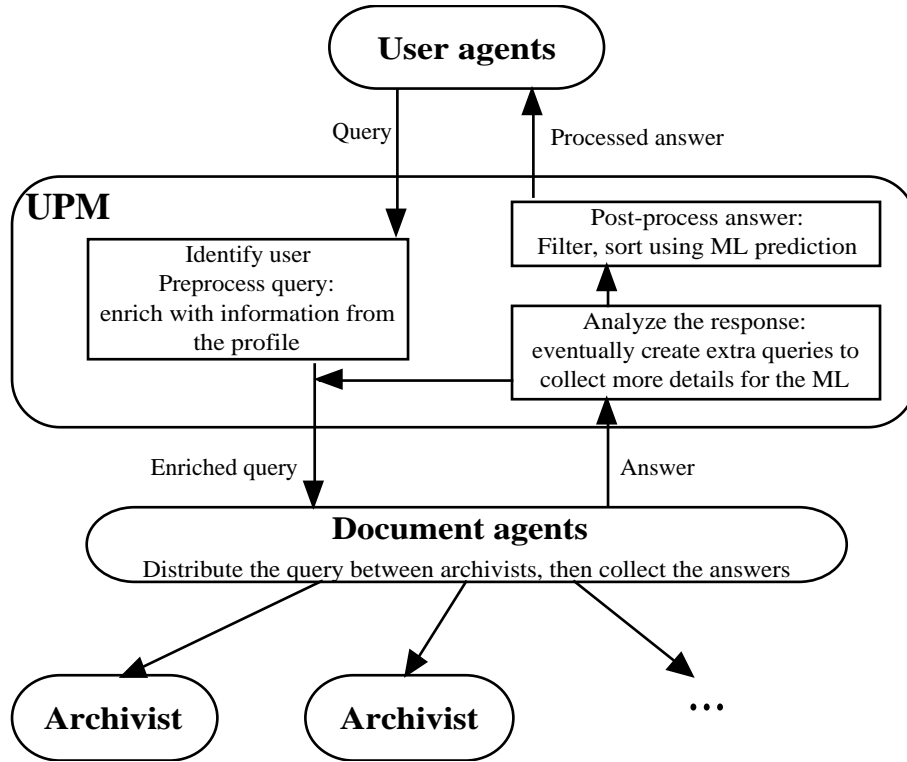 User agents
Query
Processed answer
UPM
Identify user
Preprocess query:
enrich with information from
the profile
Post-process answer:
Filter, sort using ML prediction
Analyze the response:
eventually create extra queries to
collect more details for the ML
Enriched query
Answer
Document agents
Distribute the query between archivists, then collect the answers
Archivist
Archivist
...